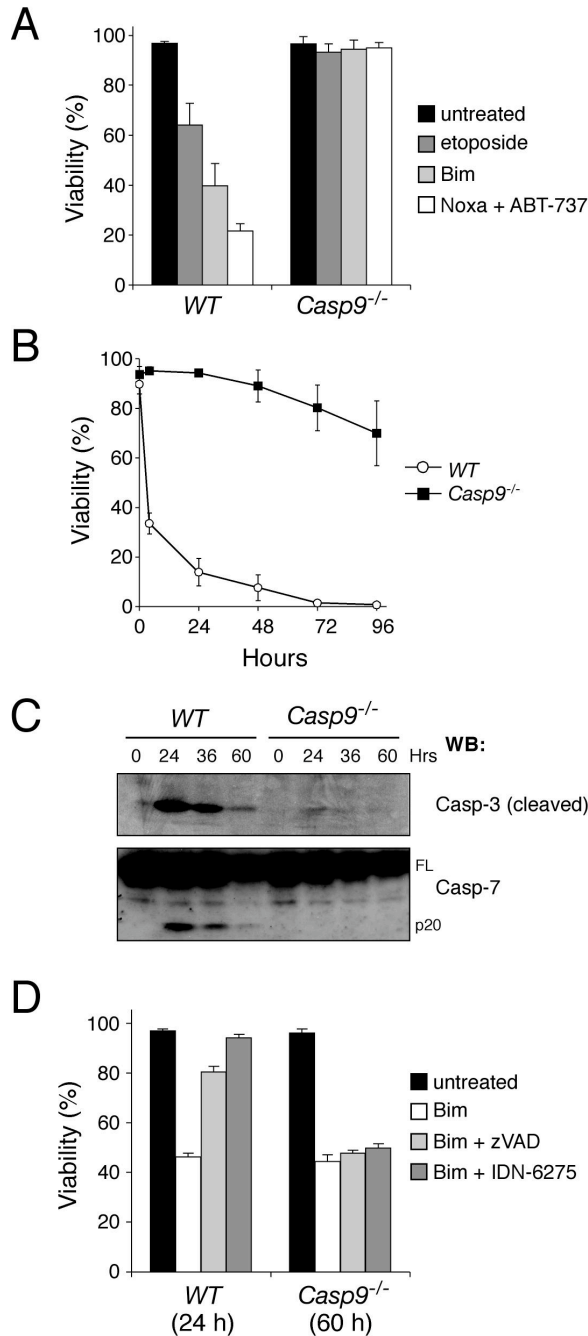 A
Viability (%)
100
80
60
40
20
0
WT
Casp9-/-
untreated
etoposide
Bim
Noxa + ABT-737
B
Viability (%)
100
80
60
40
20
0
0 24 48 72 96
Hours
WT
Casp9-/-
C
WT Casp9-/-
0 24 36 60 0 24 36 60 Hrs WB:
Casp-3 (cleaved)
FL
Casp-7
p20
D
Viability (%)
100
80
60
40
20
0
WT
(24 h)
Casp9-/-
(60 h)
untreated
Bim
Bim + zVAD
Bim + IDN-6275